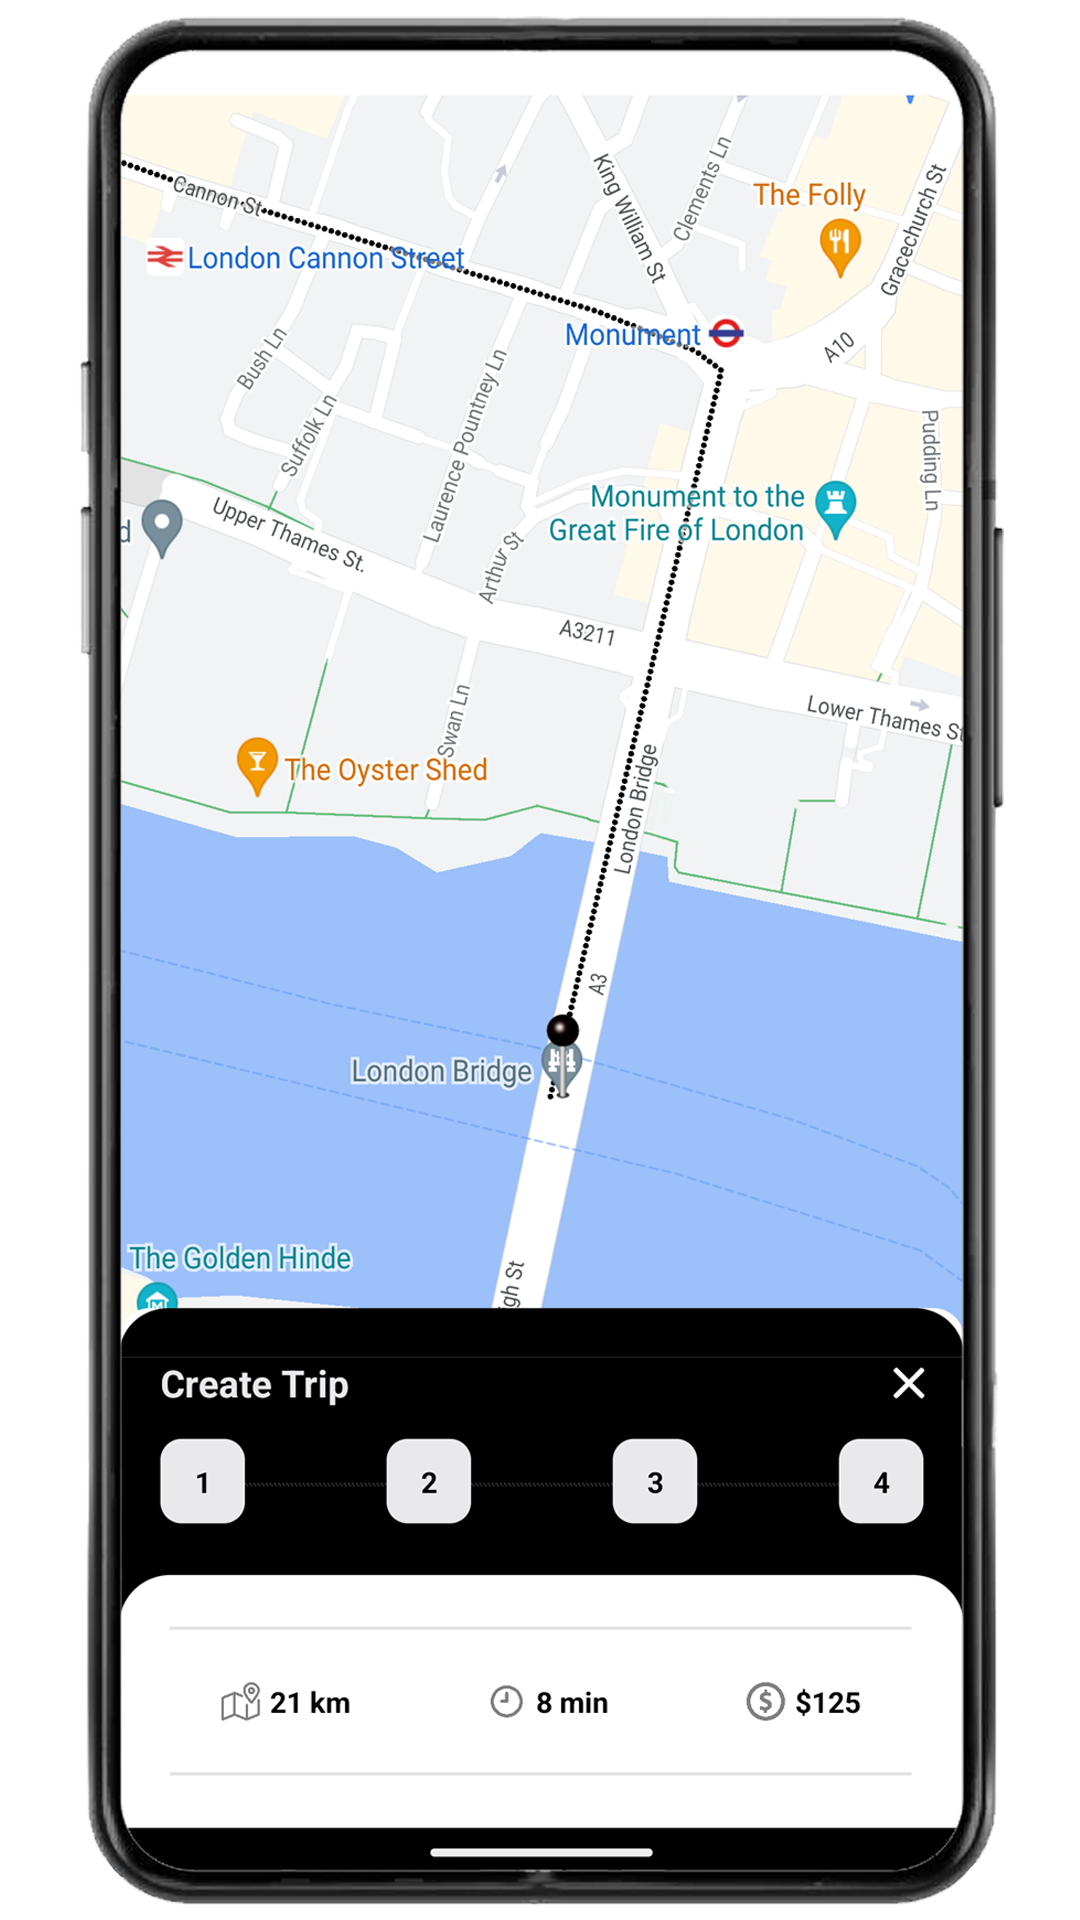 Cannon St
King William St
Clements Ln
The Folly
Gracechurch St
London Cannon Street
Monument
A10
Bush Ln
Suffolk Ln
Laurence Pountney Ln
Pudding Ln
Monument to the
Great Fire of London
d
Upper Thames St.
Arthur St
A3211
Swan Ln
Lower Thames St
The Oyster Shed
London Bridge
A3
London Bridge
The Golden Hinde
gh St
Create Trip
1
2
3
4
21 km
8 min
$125